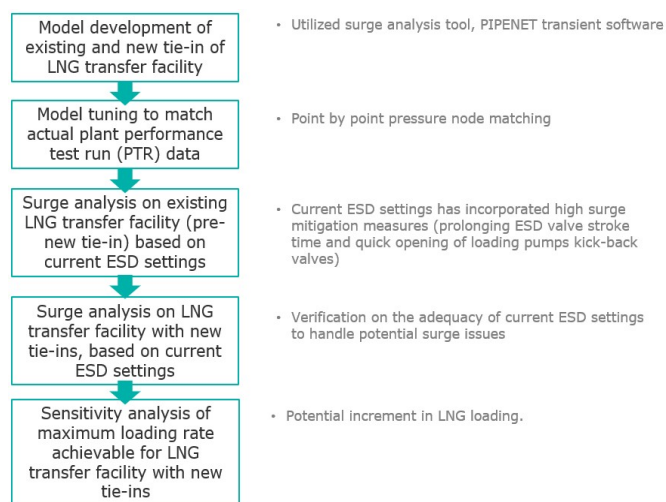 Model development of
existing and new tie-in of
LNG transfer facility
• Utilized surge analysis tool, PIPENET transient software
Model tuning to match
actual plant performance
test run (PTR) data
• Point by point pressure node matching
Surge analysis on existing
LNG transfer facility (pre-
new tie-in) based on
current ESD settings
• Current ESD settings has incorporated high surge
mitigation measures (prolonging ESD valve stroke
time and quick opening of loading pumps kick-back
valves)
Surge analysis on LNG
transfer facility with new
tie-ins, based on current
ESD settings
• Verification on the adequacy of current ESD settings
to handle potential surge issues
Sensitivity analysis of
maximum loading rate
achievable for LNG
transfer facility with new
tie-ins
• Potential increment in LNG loading.